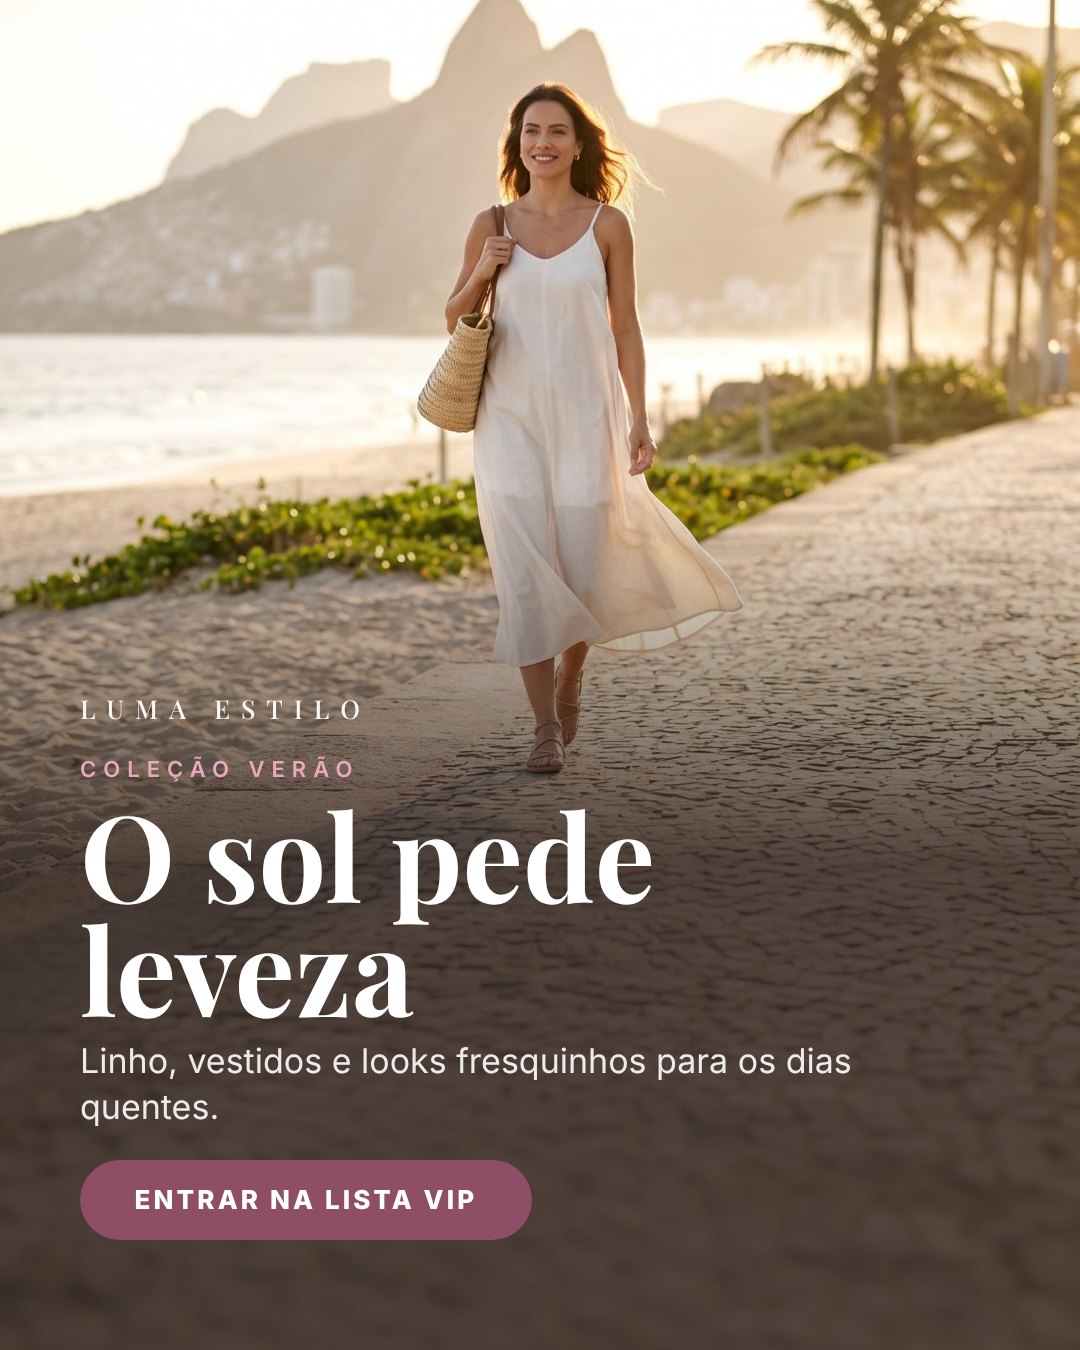 LUMA ESTILO
COLEÇÃO VERÃO
O sol pede
leveza
Linho, vestidos e looks fresquinhos para os dias
quentes.
ENTRAR NA LISTA VIP